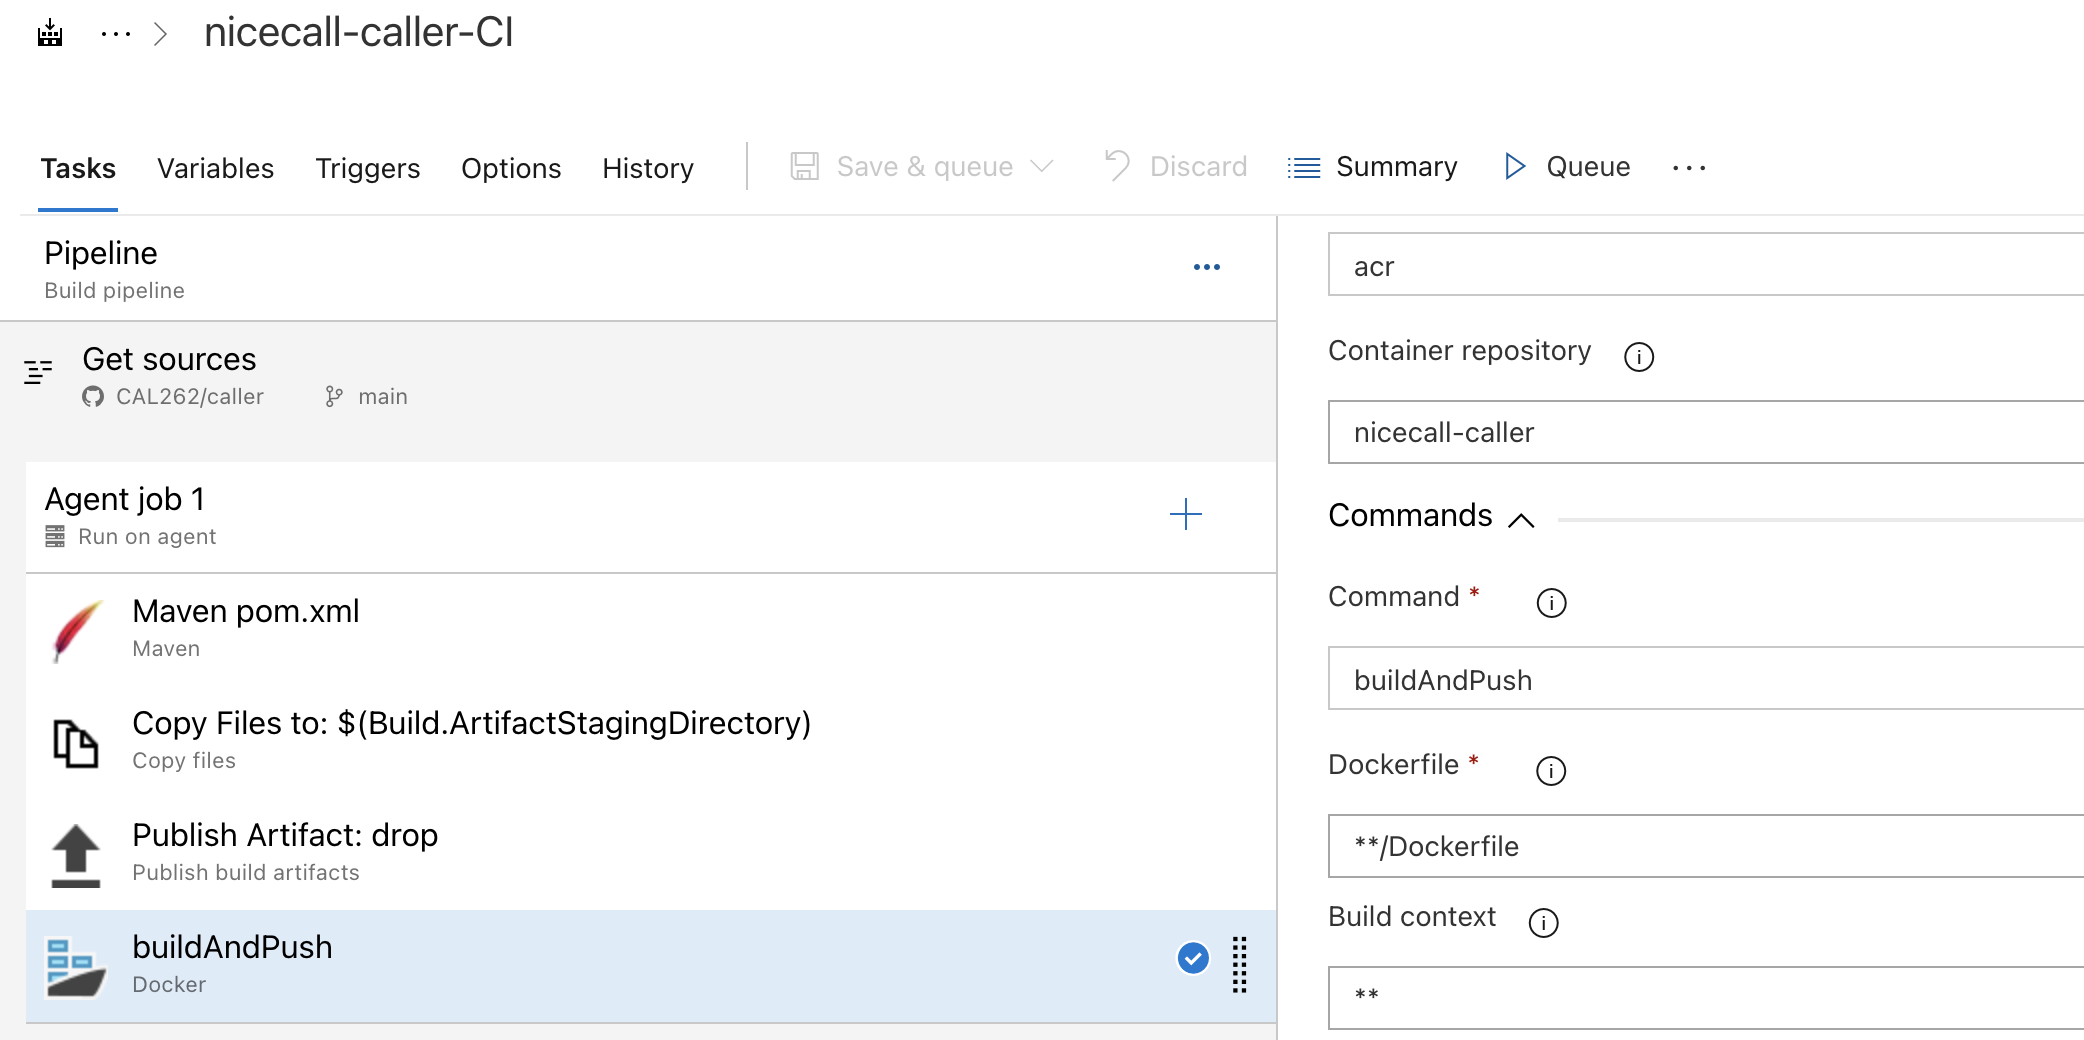 nicecall-caller-CI
Tasks Variables Triggers Options History Save & queue Discard Summary Queue
Pipeline
Build pipeline
Get sources
CAL262/caller main
Agent job 1
Run on agent
Maven pom.xml
Maven
Copy Files to: $(Build.ArtifactStagingDirectory)
Copy files
Publish Artifact: drop
Publish build artifacts
buildAndPush
Docker
acr
Container repository
nicecall-caller
Commands
Command *
buildAndPush
Dockerfile *
**/Dockerfile
Build context
**